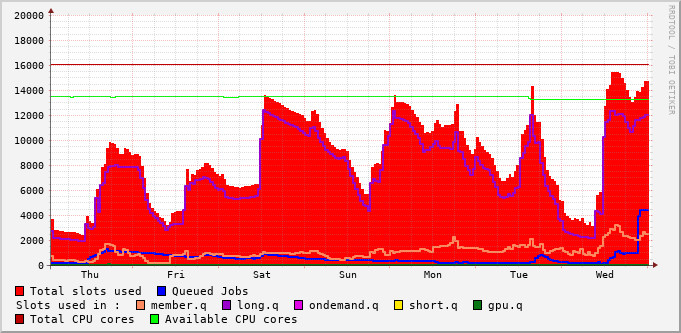 20000
18000
16000
14000
12000
10000
8000
6000
4000
2000
0
Thu Fri Sat Sun Mon Tue Wed
RRDTOOL / TOBI OETIKER
Total slots used Queued Jobs
Slots used in : member.q long.q ondemand.q short.q gpu.q
Total CPU cores Available CPU cores